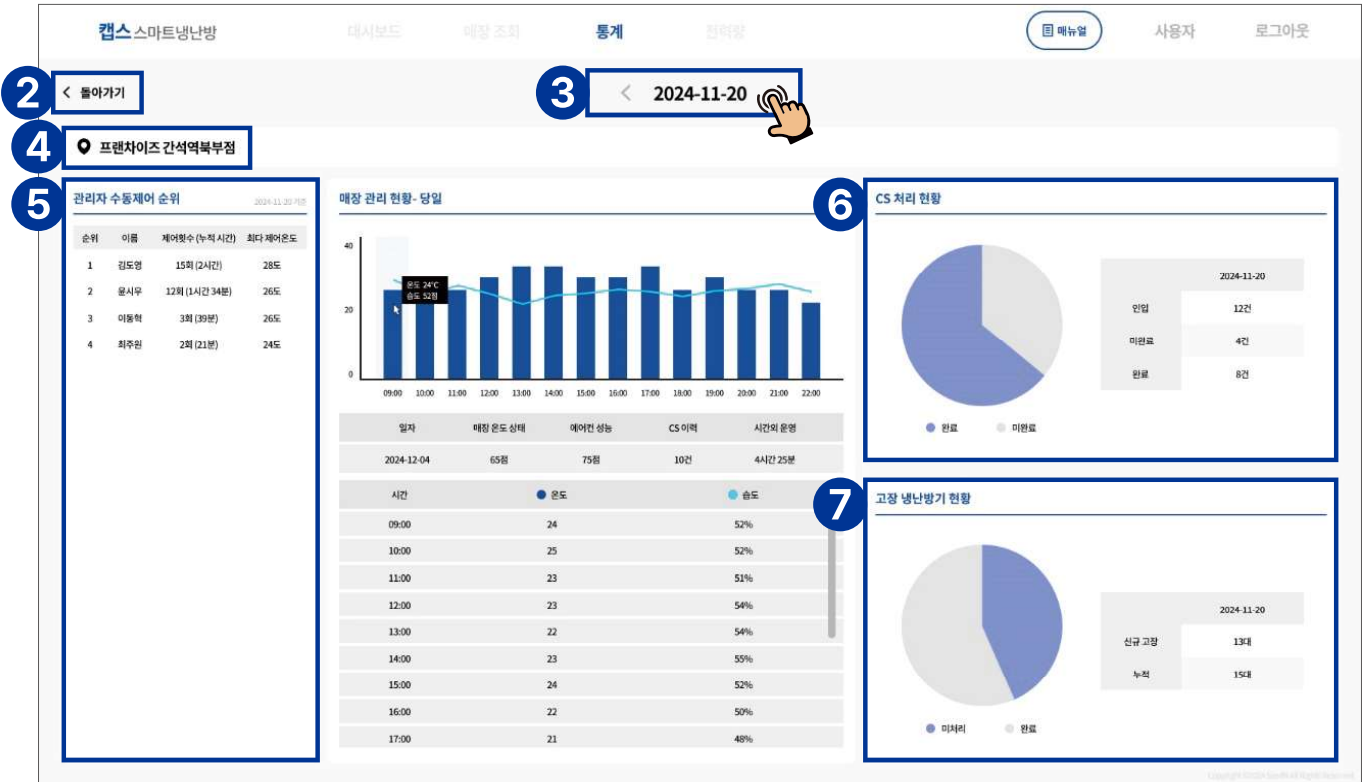 캡스 스마트냉난방 대시보드 매장 조회 통계 전력량 매뉴얼 사용자 로그아웃
2 < 돌아가기 3 < 2024-11-20
4 프랜차이즈 간석역북부점
5 관리자 수동제어 순위 2024-11-20 기준
순위 이름 제어횟수 (누적 시간) 최다 제어온도
1 김도영 15회 (2시간) 28도
2 윤시우 12회 (1시간 34분) 26도
3 이동혁 3회 (39분) 26도
4 최주원 2회 (21분) 24도
매장 관리 현황- 당일
40
20
0
온도 24°C
습도 52점
09:00 10:00 11:00 12:00 13:00 14:00 15:00 16:00 17:00 18:00 19:00 20:00 21:00 22:00
일자 매장 온도 상태 에어컨 성능 CS 이력 시간외 운영
2024-12-04 65점 75점 10건 4시간 25분
시간 온도 습도
09:00 24 52%
10:00 25 52%
11:00 23 51%
12:00 23 54%
13:00 22 54%
14:00 23 55%
15:00 24 52%
16:00 22 50%
17:00 21 48%
6 CS 처리 현황
2024-11-20
인입 12건
미완료 4건
완료 8건
완료 미완료
7 고장 냉난방기 현황
2024-11-20
신규 고장 13대
누적 15대
미처리 완료